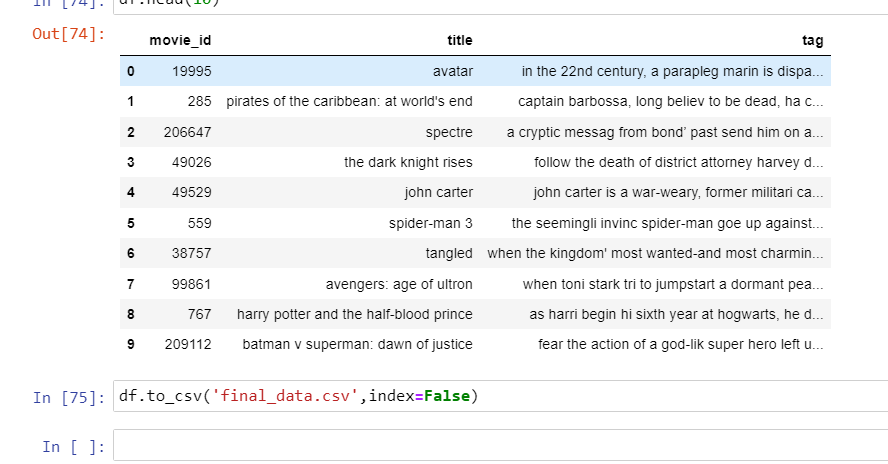 In [74]: df.head(10)
Out[74]:
movie_id title tag
0 19995 avatar in the 22nd century, a parapleg marin is dispa...
1 285 pirates of the caribbean: at world's end captain barbossa, long believ to be dead, ha c...
2 206647 spectre a cryptic messag from bond’ past send him on a...
3 49026 the dark knight rises follow the death of district attorney harvey d...
4 49529 john carter john carter is a war-weary, former militari ca...
5 559 spider-man 3 the seemingli invinc spider-man goe up against...
6 38757 tangled when the kingdom' most wanted-and most charmin...
7 99861 avengers: age of ultron when toni stark tri to jumpstart a dormant pea...
8 767 harry potter and the half-blood prince as harri begin hi sixth year at hogwarts, he d...
9 209112 batman v superman: dawn of justice fear the action of a god-lik super hero left u...
In [75]: df.to_csv('final_data.csv',index=False)
In [ ]: